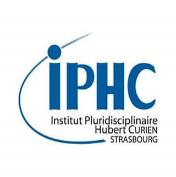 iPHC
Institut Pluridisciplinaire
Hubert CURIEN
STRASBOURG